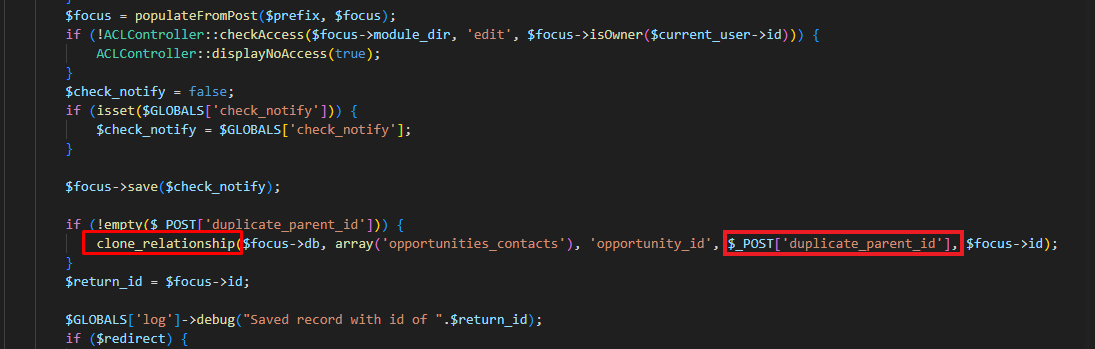 $focus = populateFromPost($prefix, $focus);
if (!ACLController::checkAccess($focus->module_dir, 'edit', $focus->isOwner($current_user->id))) {
ACLController::displayNoAccess(true);
}
$check_notify = false;
if (isset($GLOBALS['check_notify'])) {
$check_notify = $GLOBALS['check_notify'];
}
$focus->save($check_notify);
if (!empty($_POST['duplicate_parent_id'])) {
clone_relationship($focus->db, array('opportunities_contacts'), 'opportunity_id', $_POST['duplicate_parent_id'], $focus->id);
}
$return_id = $focus->id;
$GLOBALS['log']->debug("Saved record with id of ".$return_id);
if ($redirect) {